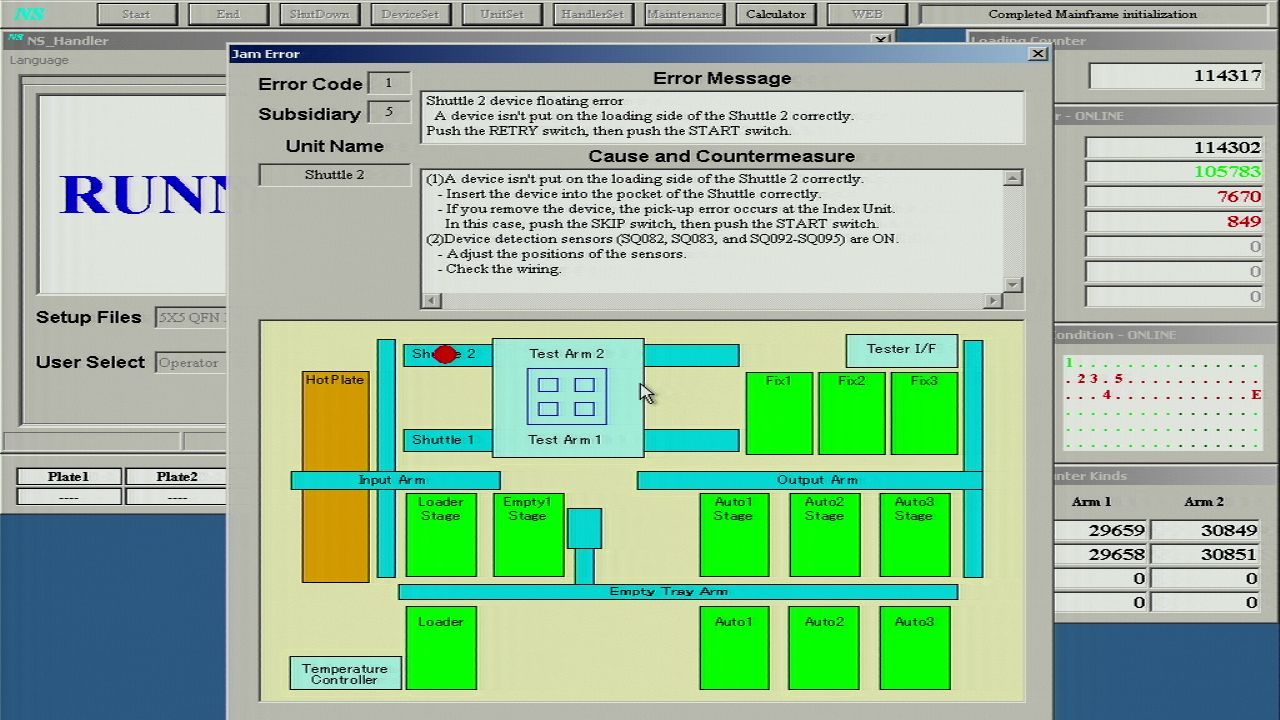 NS
Start
End
ShutDown
DeviceSet
UnitSet
HandlerSet
Maintenance
Calculator
WEB
Completed Mainframe initialization
NS NS_Handler
Language
RUNN
Setup Files
5X5 QFN
User Select
Operator
Plate1
Plate2
----
----
Jam Error
Error Code
1
Subsidiary
5
Unit Name
Shuttle 2
Error Message
Shuttle 2 device floating error
A device isn't put on the loading side of the Shuttle 2 correctly.
Push the RETRY switch, then push the START switch.
Cause and Countermeasure
(1)A device isn't put on the loading side of the Shuttle 2 correctly.
- Insert the device into the pocket of the Shuttle correctly.
- If you remove the device, the pick-up error occurs at the Index Unit.
In this case, push the SKIP switch, then push the START switch.
(2)Device detection sensors (SQ082, SQ083, and SQ092-SQ095) are ON.
- Adjust the positions of the sensors.
- Check the wiring.
Shuttle 2
Test Arm 2
Tester I/F
HotPlate
Fix1
Fix2
Fix3
Shuttle 1
Test Arm 1
Input Arm
Output Arm
Loader Stage
Empty1 Stage
Auto1 Stage
Auto2 Stage
Auto3 Stage
Empty Tray Arm
Loader
Auto1
Auto2
Auto3
Temperature Controller
Loading Counter
114317
r - ONLINE
114302
105783
7670
849
0
0
0
ondition - ONLINE
1 . . . . . . . . . . . . . . .
. 2 3 . 5 . . . . . . . . . . .
. . . 4 . . . . . . . . . . . E
unter Kinds
Arm 1
Arm 2
29659
30849
29658
30851
0
0
0
0